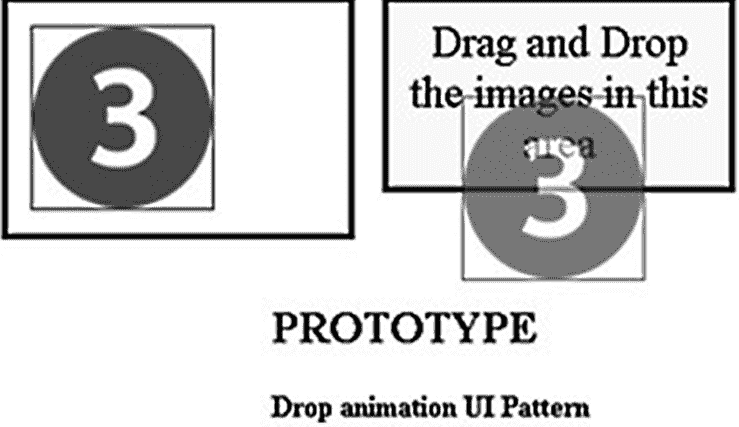 3
Drag and Drop
the images in this
area
3
PROTOTYPE
Drop animation UI Pattern